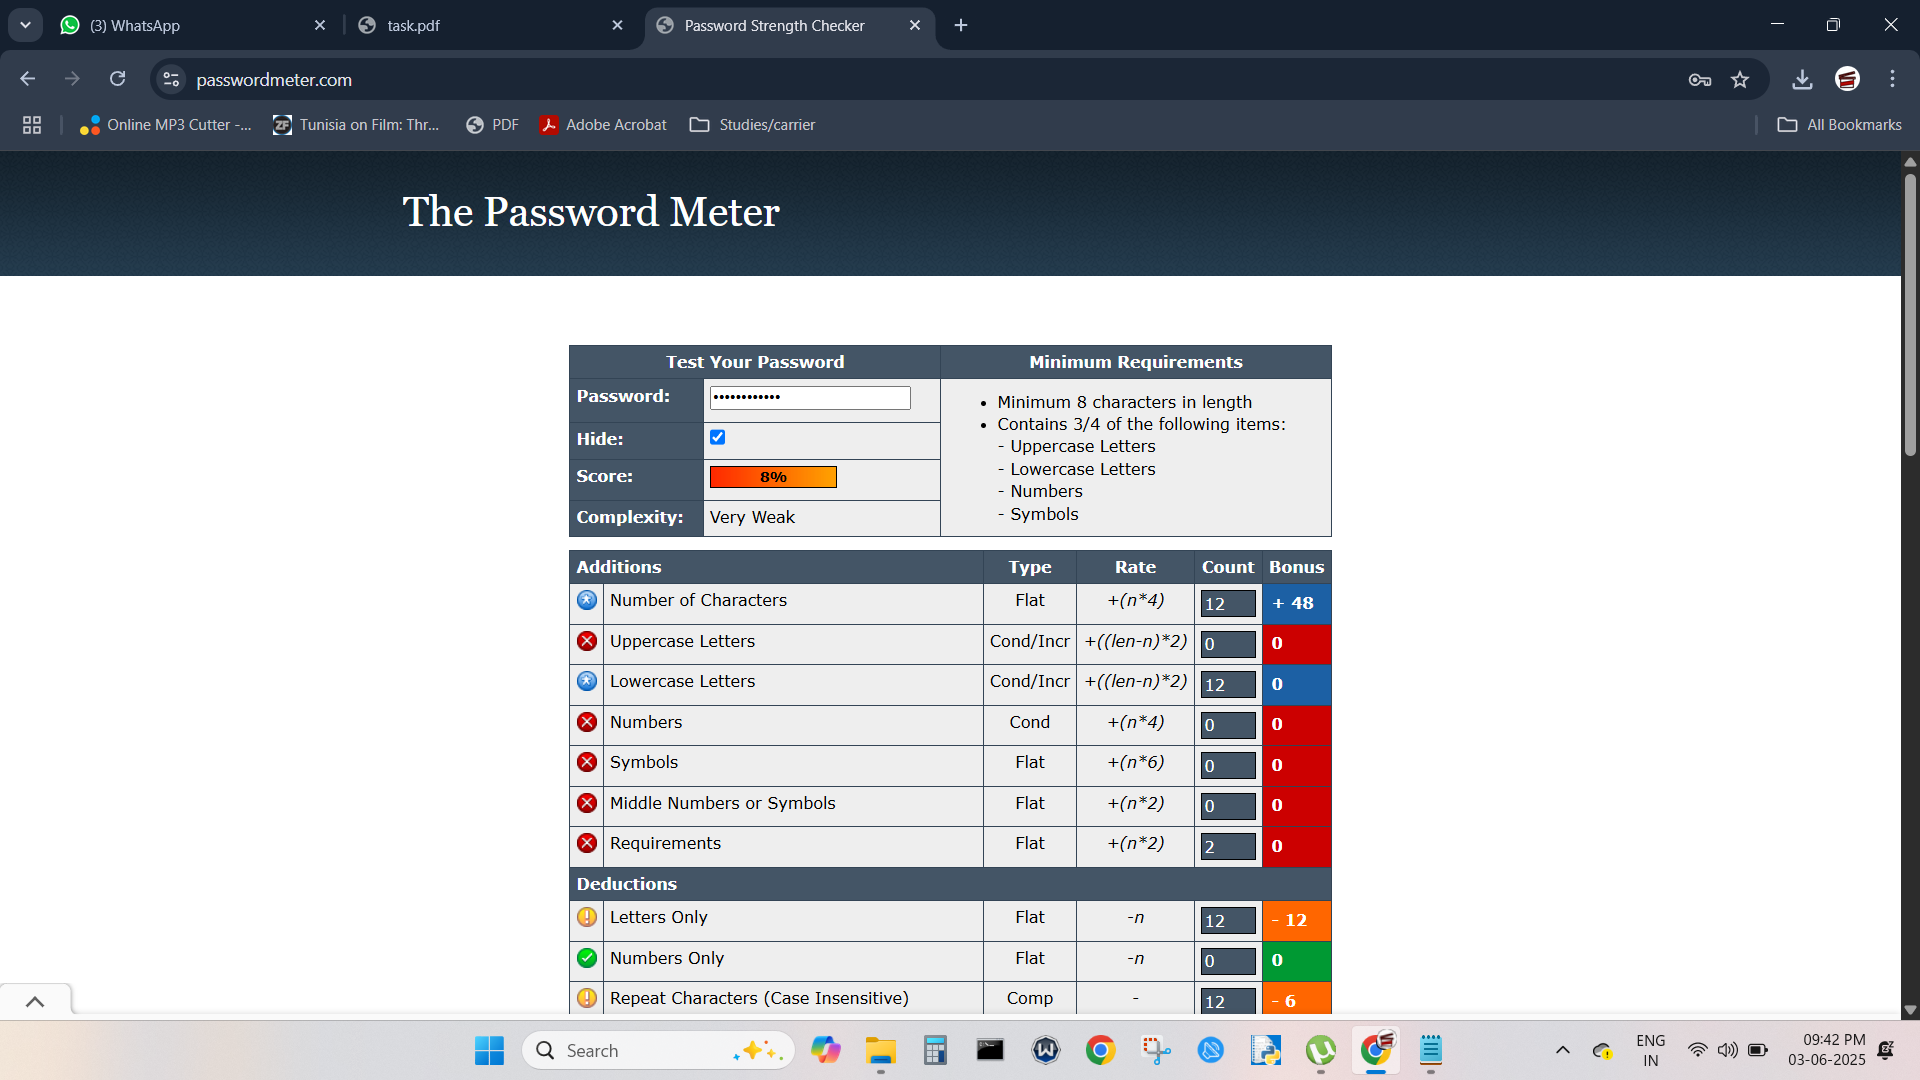 (3) WhatsApp
task.pdf
Password Strength Checker
passwordmeter.com
Online MP3 Cutter -...
Tunisia on Film: Thr...
PDF
Adobe Acrobat
Studies/carrier
All Bookmarks
The Password Meter
Test Your Password Minimum Requirements
Password: ••••••••••••
Hide:
Score: 8%
Complexity: Very Weak
• Minimum 8 characters in length
• Contains 3/4 of the following items:
- Uppercase Letters
- Lowercase Letters
- Numbers
- Symbols
Additions Type Rate Count Bonus
Number of Characters Flat +(n*4) 12 + 48
Uppercase Letters Cond/Incr +((len-n)*2) 0 0
Lowercase Letters Cond/Incr +((len-n)*2) 12 0
Numbers Cond +(n*4) 0 0
Symbols Flat +(n*6) 0 0
Middle Numbers or Symbols Flat +(n*2) 0 0
Requirements Flat +(n*2) 2 0
Deductions
Letters Only Flat -n 12 - 12
Numbers Only Flat -n 0 0
Repeat Characters (Case Insensitive) Comp - 12 - 6
Search
ENG
IN
09:42 PM
03-06-2025